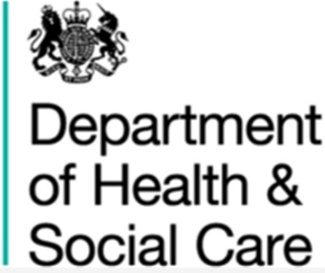 Department
of Health &
Social Care